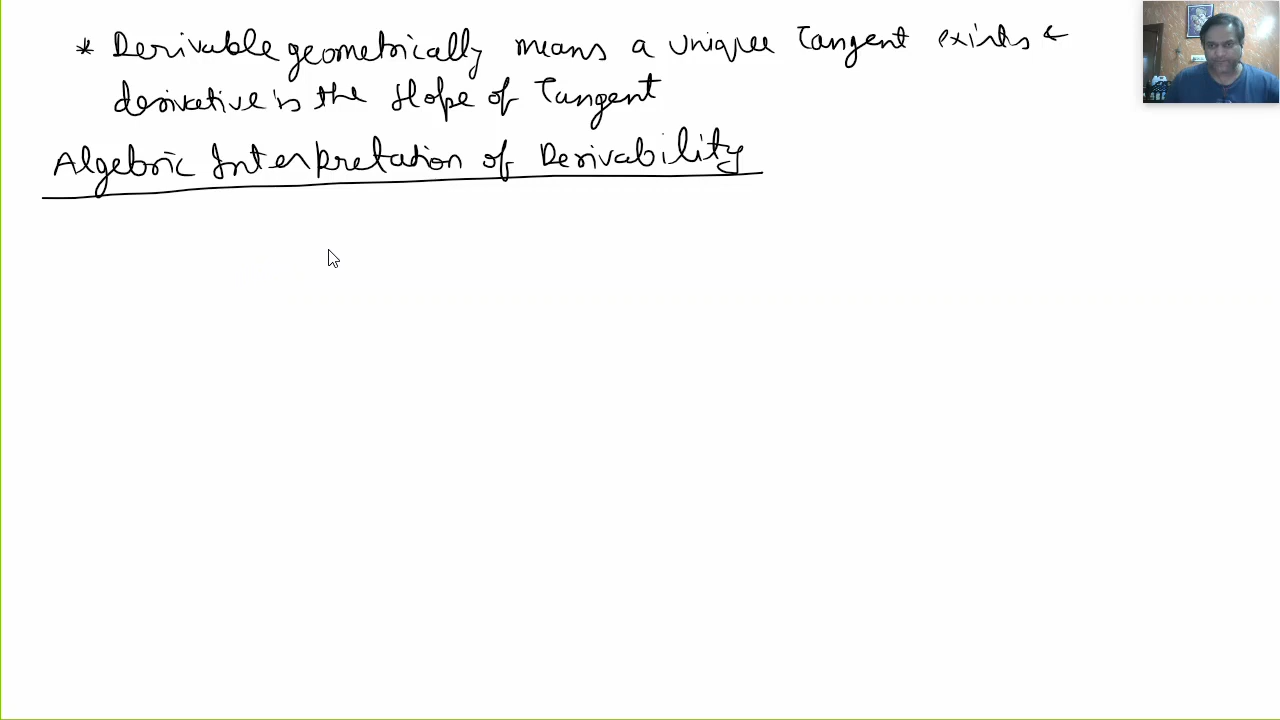 * Derivable geometrically means a unique Tangent exists &
derivative is the slope of Tangent
Algebric Interpretation of Derivability